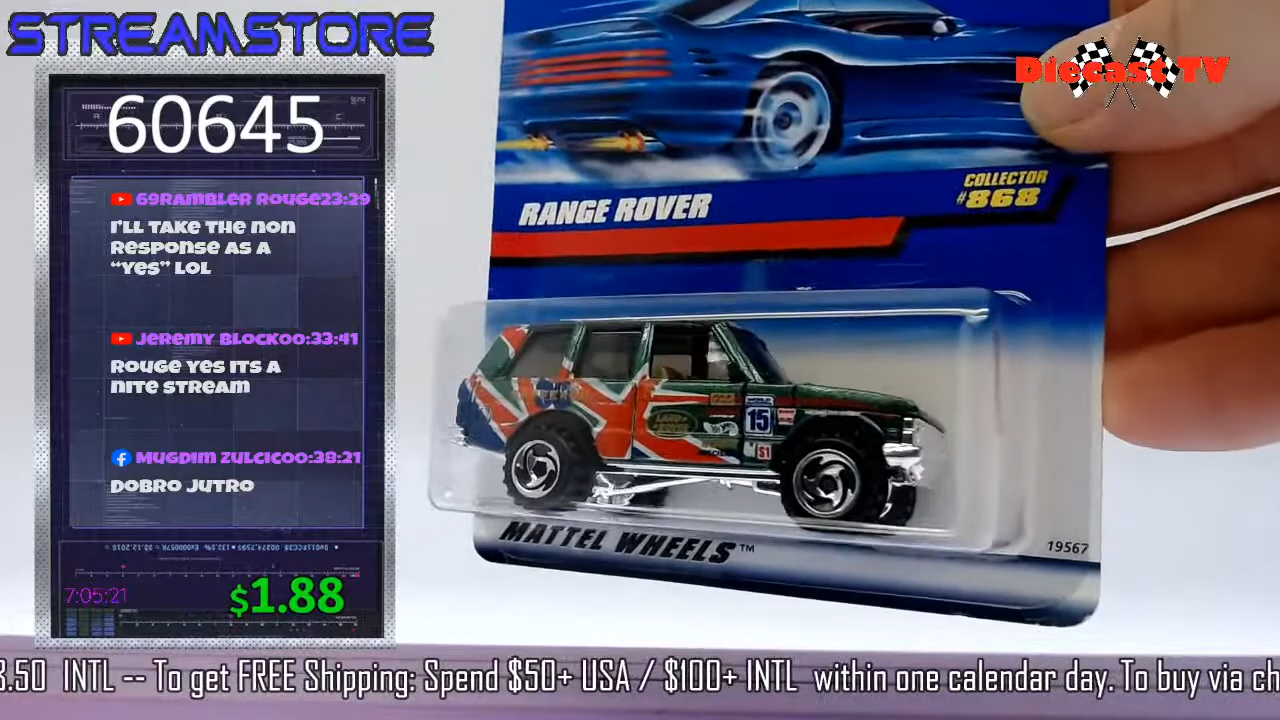 STREAMSTORE
60645
69Rambler Rouge23:29
I'll take the non
response as a
“yes” LOL
Jeremy Block00:33:41
Rouge yes its a
nite stream
Mugdim Zulcic00:38:21
Dobro jutro
7:05:21
$1.88
Diecast TV
RANGE ROVER
COLLECTOR
#868
15
S1
MATTEL WHEELS™
19567
3.50 INTL -- To get FREE Shipping: Spend $50+ USA / $100+ INTL within one calendar day. To buy via ch